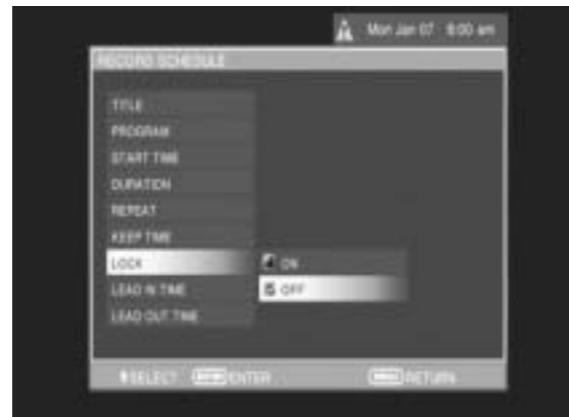 Mon Jan 07 8:00 am
RECORD SCHEDULE
TITLE
PROGRAM
START TIME
DURATION
REPEAT
KEEP TIME
LOCK
ON
LEAD IN TIME
OFF
LEAD OUT TIME
SELECT ENTER RETURN